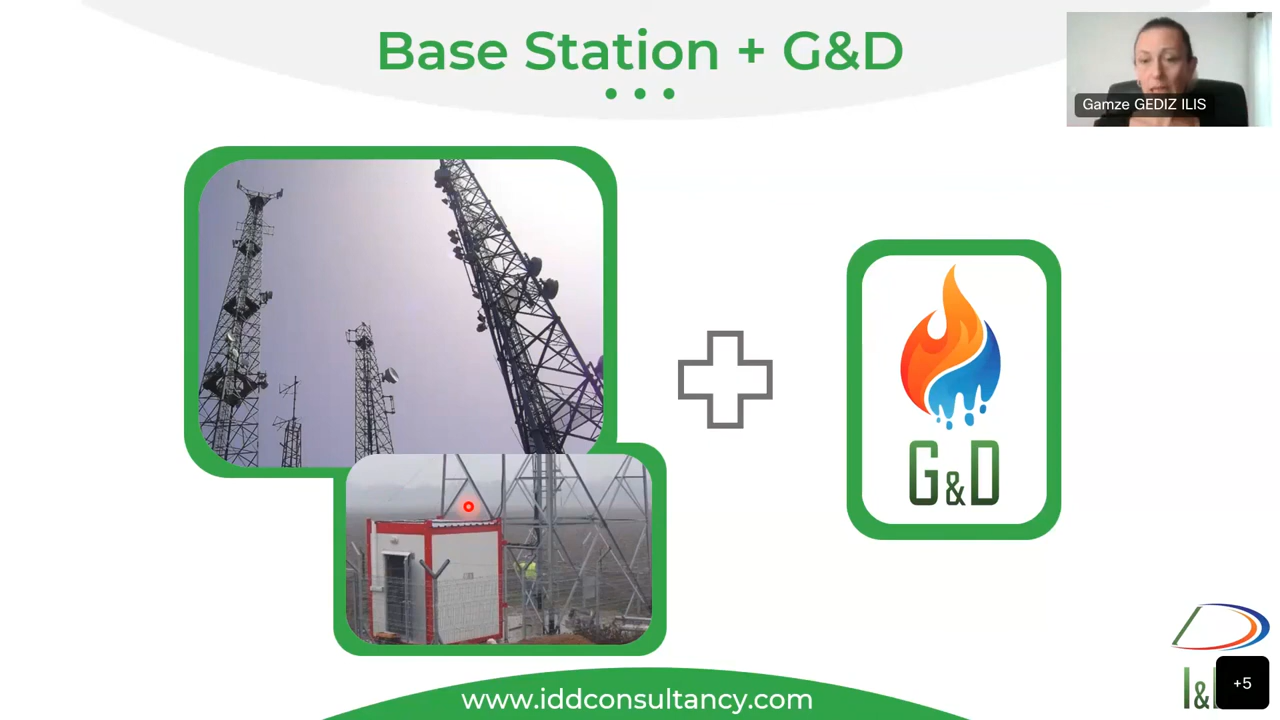 Base Station + G&D
Gamze GEDIZ ILIS
G&D
www.iddconsultancy.com
+5